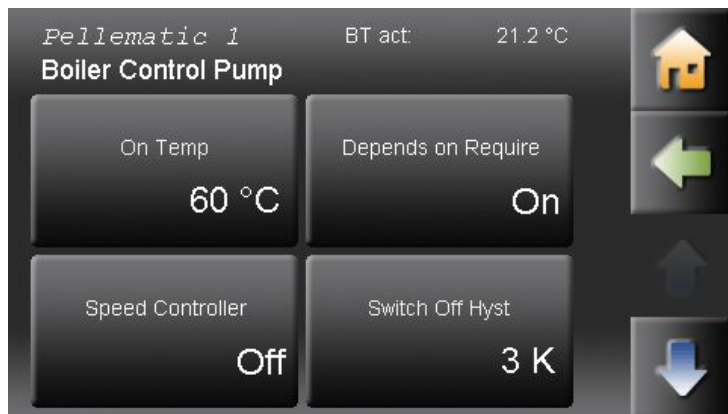 Pellematic 1 BT act: 21.2 °C
Boiler Control Pump
On Temp
60 °C
Depends on Require
On
Speed Controller
Off
Switch Off Hyst
3 K